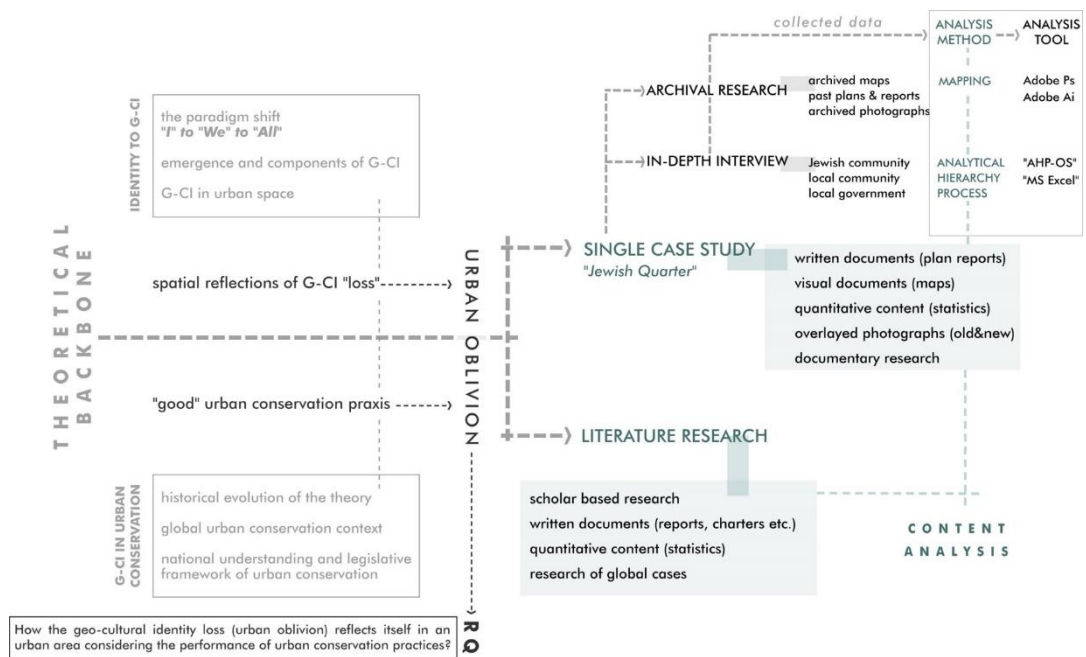 THEORETICAL
BACKBONE
IDENTITY TO G-CI
the paradigm shift
"I" to "We" to "All"
emergence and components of G-CI
G-CI in urban space
spatial reflections of G-CI "loss"
"good" urban conservation praxis
G-CI IN URBAN
CONSERVATION
historical evolution of the theory
global urban conservation context
national understanding and legislative
framework of urban conservation
URBAN OBLIVION
RQ
How the geo-cultural identity loss (urban oblivion) reflects itself in an
urban area considering the performance of urban conservation practices?
collected data
ANALYSIS
METHOD
ANALYSIS
TOOL
ARCHIVAL RESEARCH
archived maps
past plans & reports
archived photographs
MAPPING
Adobe Ps
Adobe Ai
IN-DEPTH INTERVIEW
Jewish community
local community
local government
ANALYTICAL
HIERARCHY
PROCESS
"AHP-OS"
"MS Excel"
SINGLE CASE STUDY
"Jewish Quarter"
written documents (plan reports)
visual documents (maps)
quantitative content (statistics)
overlayed photographs (old&new)
documentary research
LITERATURE RESEARCH
scholar based research
written documents (reports, charters etc.)
quantitative content (statistics)
research of global cases
CONTENT
ANALYSIS